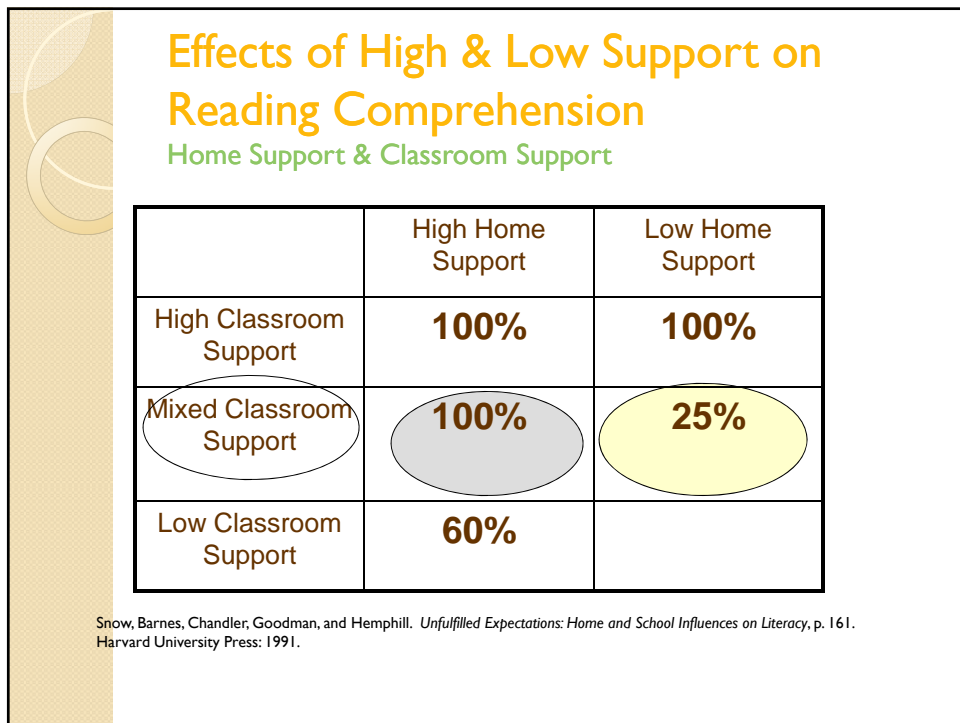 Effects of High & Low Support on
Reading Comprehension
Home Support & Classroom Support
High Home
Support
Low Home
Support
High Classroom
Support
100%
100%
Mixed Classroom
Support
100%
25%
Low Classroom
Support
60%
Snow, Barnes, Chandler, Goodman, and Hemphill. Unfulfilled Expectations: Home and School Influences on Literacy, p. 161.
Harvard University Press: 1991.